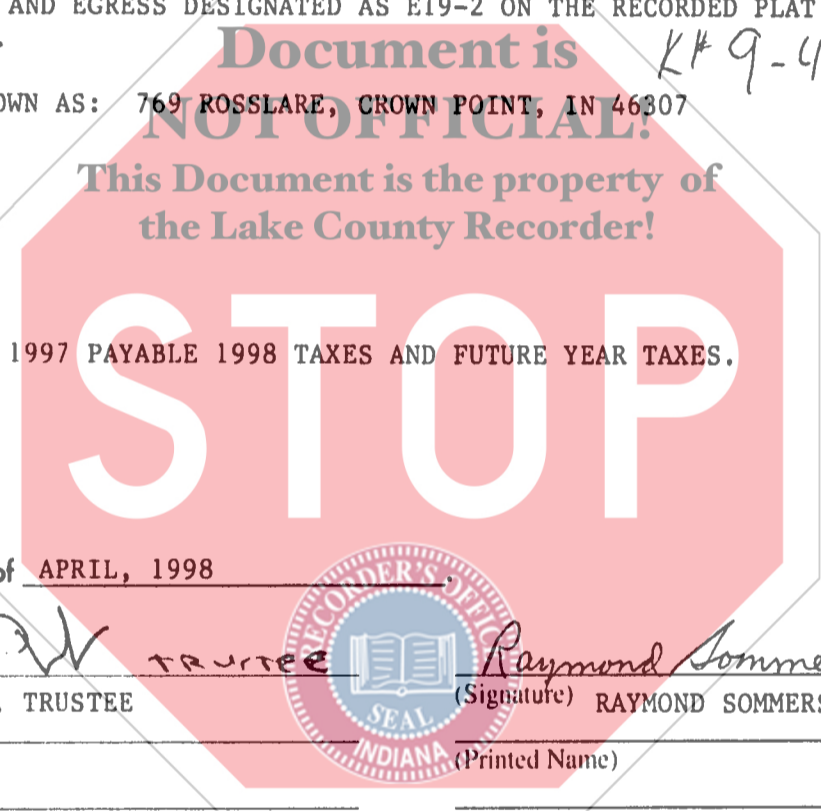 AND EGRESS DESIGNATED AS E19-2 ON THE RECORDED PLAT
Document is
K# 9-4
OWN AS: 769 ROSSLARE, CROWN POINT, IN 46307
NOT OFFICIAL!
This Document is the property of
the Lake County Recorder!
1997 PAYABLE 1998 TAXES AND FUTURE YEAR TAXES.
STOP
of APRIL, 1998 .
RECORDER'S OFFICE
TRUSTEE Raymond Somme
, TRUSTEE (Signature) RAYMOND SOMMERS
SEAL
INDIANA
(Printed Name)